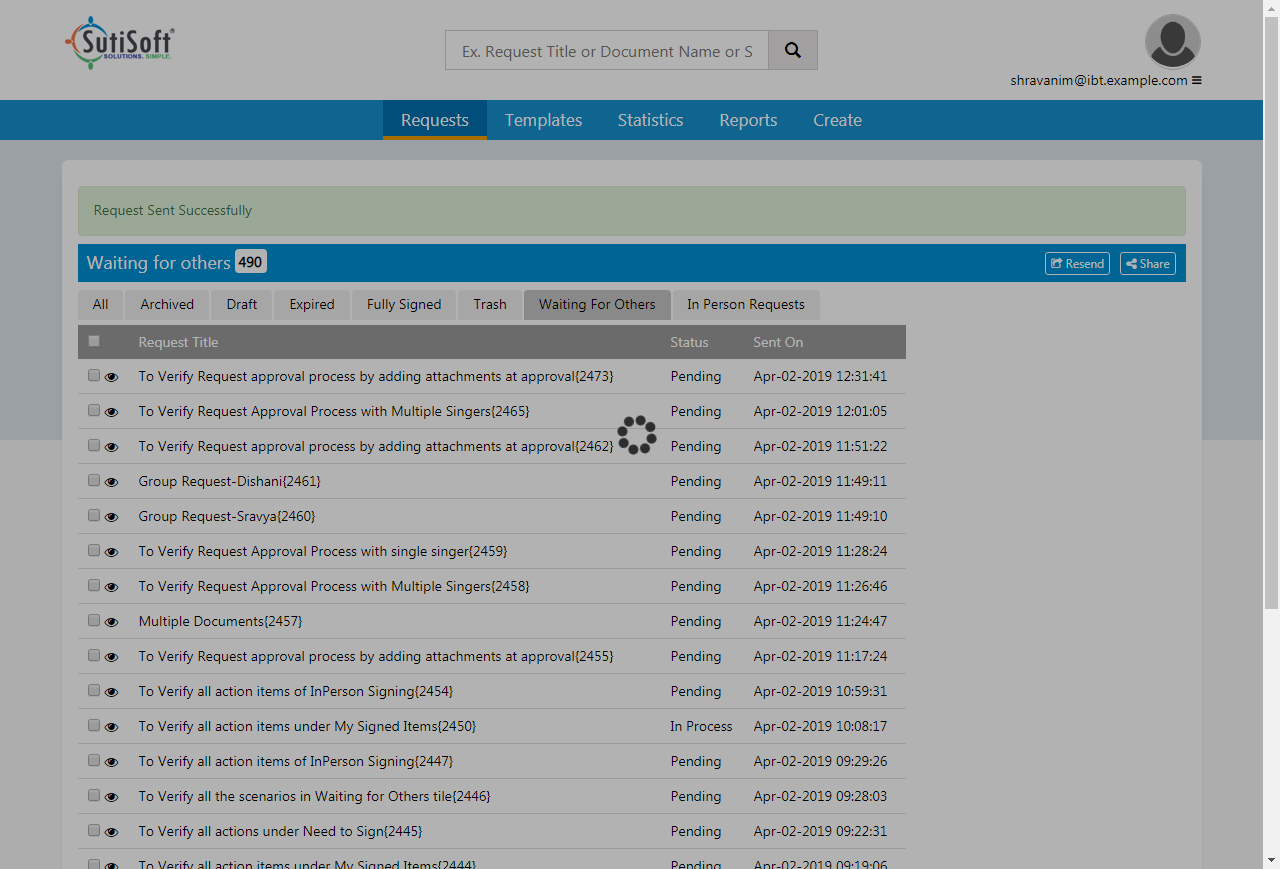 SutiSoft®
SOLUTIONS. SIMPLE.
Ex. Request Title or Document Name or S
shravanim@ibt.example.com
Requests Templates Statistics Reports Create
Request Sent Successfully
Waiting for others 490 Resend Share
All Archived Draft Expired Fully Signed Trash Waiting For Others In Person Requests
Request Title Status Sent On
To Verify Request approval process by adding attachments at approval{2473} Pending Apr-02-2019 12:31:41
To Verify Request Approval Process with Multiple Singers{2465} Pending Apr-02-2019 12:01:05
To Verify Request approval process by adding attachments at approval{2462} Pending Apr-02-2019 11:51:22
Group Request-Dishani{2461} Pending Apr-02-2019 11:49:11
Group Request-Sravya{2460} Pending Apr-02-2019 11:49:10
To Verify Request Approval Process with single singer{2459} Pending Apr-02-2019 11:28:24
To Verify Request Approval Process with Multiple Singers{2458} Pending Apr-02-2019 11:26:46
Multiple Documents{2457} Pending Apr-02-2019 11:24:47
To Verify Request approval process by adding attachments at approval{2455} Pending Apr-02-2019 11:17:24
To Verify all action items of InPerson Signing{2454} Pending Apr-02-2019 10:59:31
To Verify all action items under My Signed Items{2450} In Process Apr-02-2019 10:08:17
To Verify all action items of InPerson Signing{2447} Pending Apr-02-2019 09:29:26
To Verify all the scenarios in Waiting for Others tile{2446} Pending Apr-02-2019 09:28:03
To Verify all actions under Need to Sign{2445} Pending Apr-02-2019 09:22:31
To Verify all action items under My Signed Items{2444} Pending Apr-02-2019 09:19:06